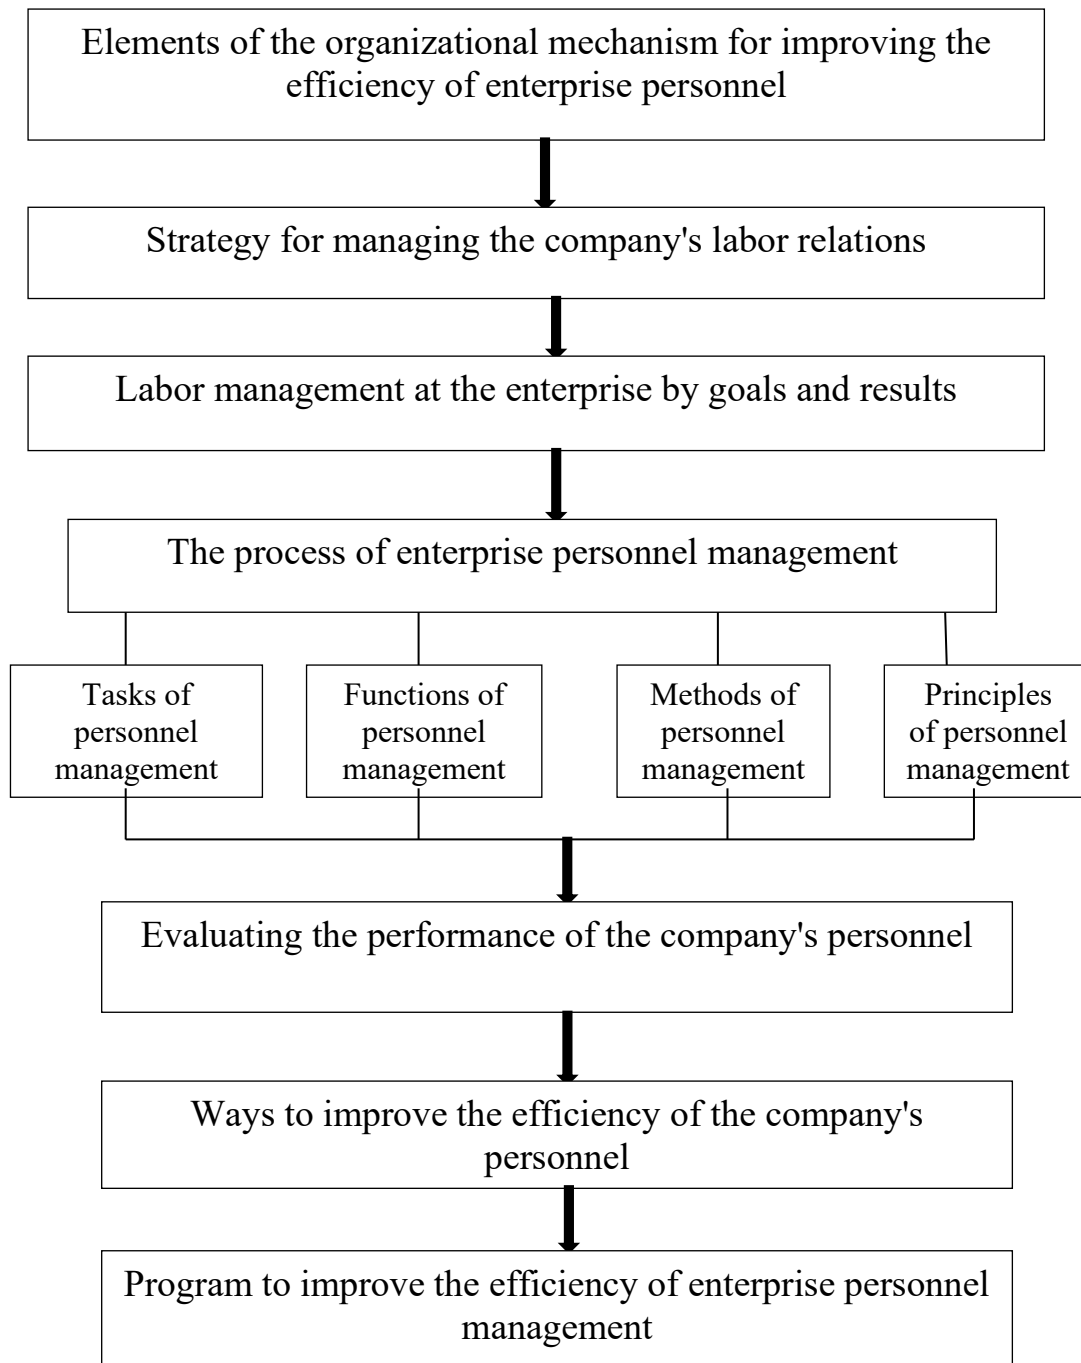 Elements of the organizational mechanism for improving the
efficiency of enterprise personnel
Strategy for managing the company's labor relations
Labor management at the enterprise by goals and results
The process of enterprise personnel management
Tasks of
personnel
management
Functions of
personnel
management
Methods of
personnel
management
Principles
of personnel
management
Evaluating the performance of the company's personnel
Ways to improve the efficiency of the company's
personnel
Program to improve the efficiency of enterprise personnel
management